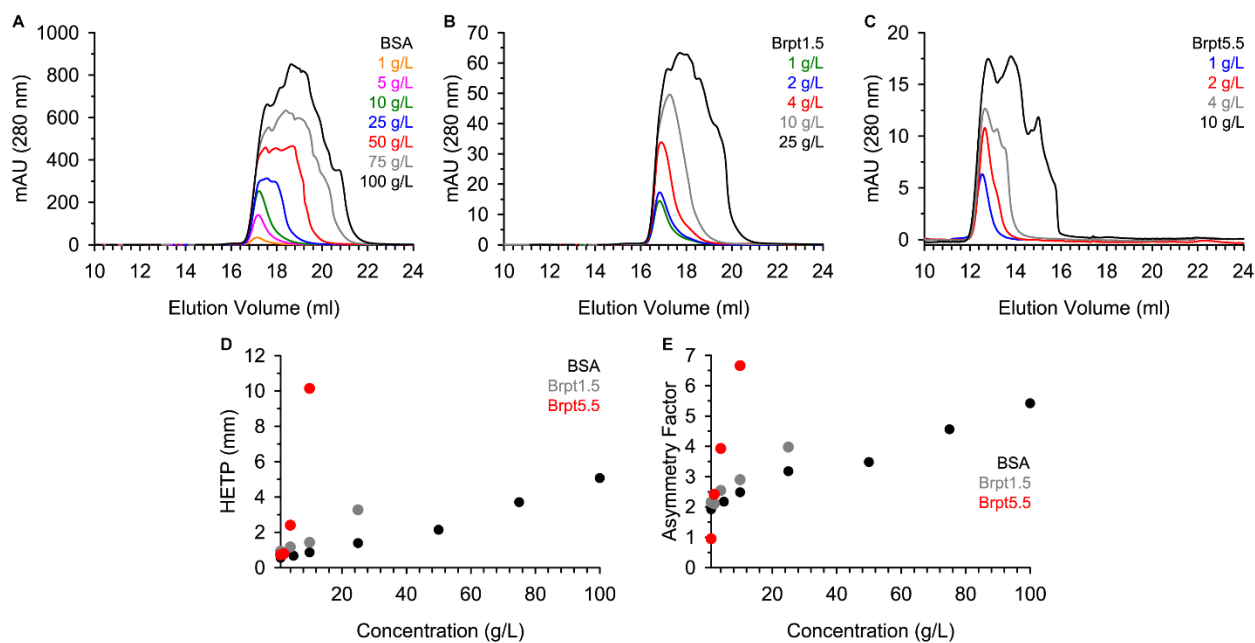 A
mAU (280 nm)
1000
800
600
400
200
0
10 12 14 16 18 20 22 24
Elution Volume (ml)
BSA
1 g/L
5 g/L
10 g/L
25 g/L
50 g/L
75 g/L
100 g/L
B
mAU (280 nm)
70
60
50
40
30
20
10
0
10 12 14 16 18 20 22 24
Elution Volume (ml)
Brpt1.5
1 g/L
2 g/L
4 g/L
10 g/L
25 g/L
C
mAU (280 nm)
20
15
10
5
0
10 12 14 16 18 20 22 24
Elution Volume (ml)
Brpt5.5
1 g/L
2 g/L
4 g/L
10 g/L
D
HETP (mm)
12
10
8
6
4
2
0
20 40 60 80 100
Concentration (g/L)
BSA
Brpt1.5
Brpt5.5
E
Asymmetry Factor
7
6
5
4
3
2
1
0
20 40 60 80 100
Concentration (g/L)
BSA
Brpt1.5
Brpt5.5